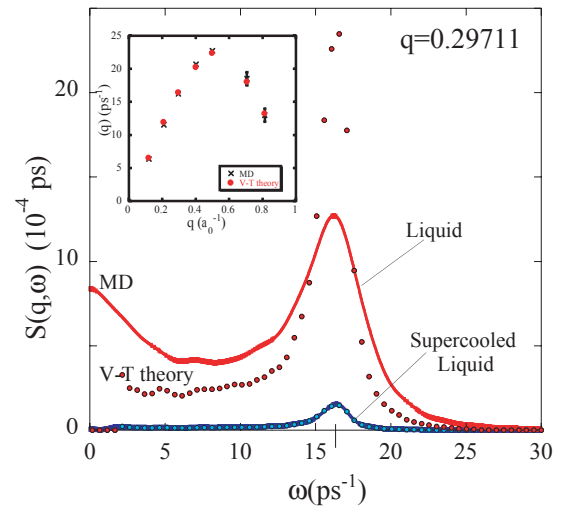 q=0.29711
20
10
0
S(q,ω) (10⁻⁴ ps)
25
20
15
10
5
0
(q) (ps⁻¹)
MD
V-T theory
0 0.2 0.4 0.6 0.8 1
q (a₀⁻¹)
Liquid
MD
V-T theory
Supercooled
Liquid
0 5 10 15 20 25 30
ω(ps⁻¹)